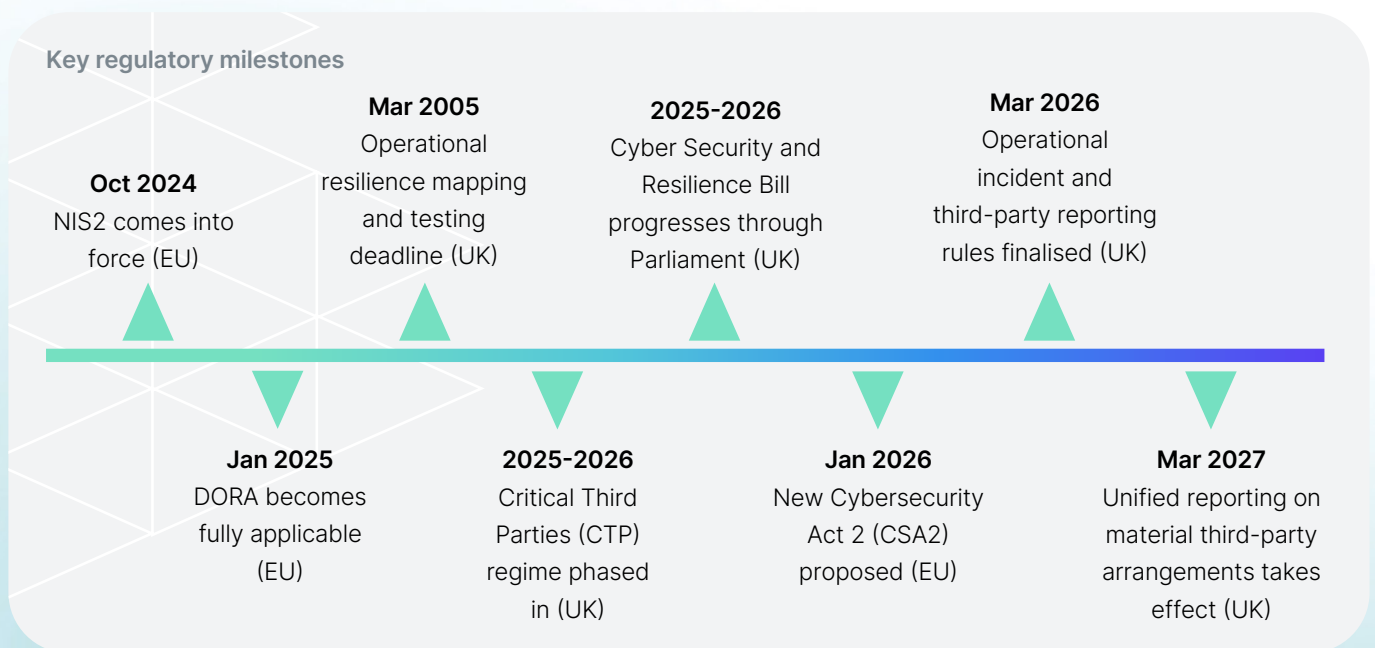 Key regulatory milestones
Oct 2024
NIS2 comes into
force (EU)
Jan 2025
DORA becomes
fully applicable
(EU)
Mar 2005
Operational
resilience mapping
and testing
deadline (UK)
2025-2026
Critical Third
Parties (CTP)
regime phased
in (UK)
2025-2026
Cyber Security and
Resilience Bill
progresses through
Parliament (UK)
Jan 2026
New Cybersecurity
Act 2 (CSA2)
proposed (EU)
Mar 2026
Operational
incident and
third-party reporting
rules finalised (UK)
Mar 2027
Unified reporting on
material third-party
arrangements takes
effect (UK)